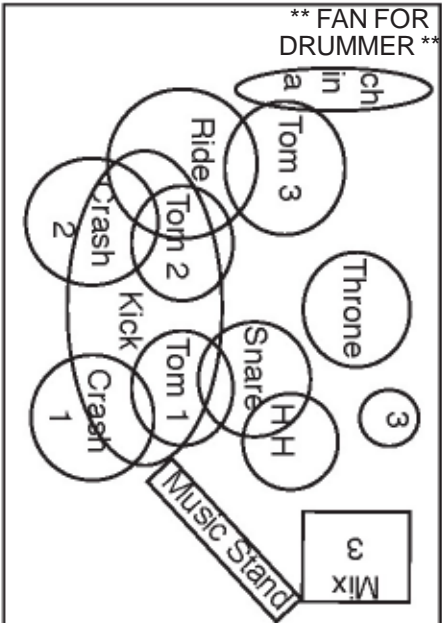 ** FAN FOR
DRUMMER **
ch
in
a
Ride
Tom 3
Crash
2
Tom 2
Kick
Throne
Snare
Tom 1
HH
3
Crash
1
Music Stand
Mix
3